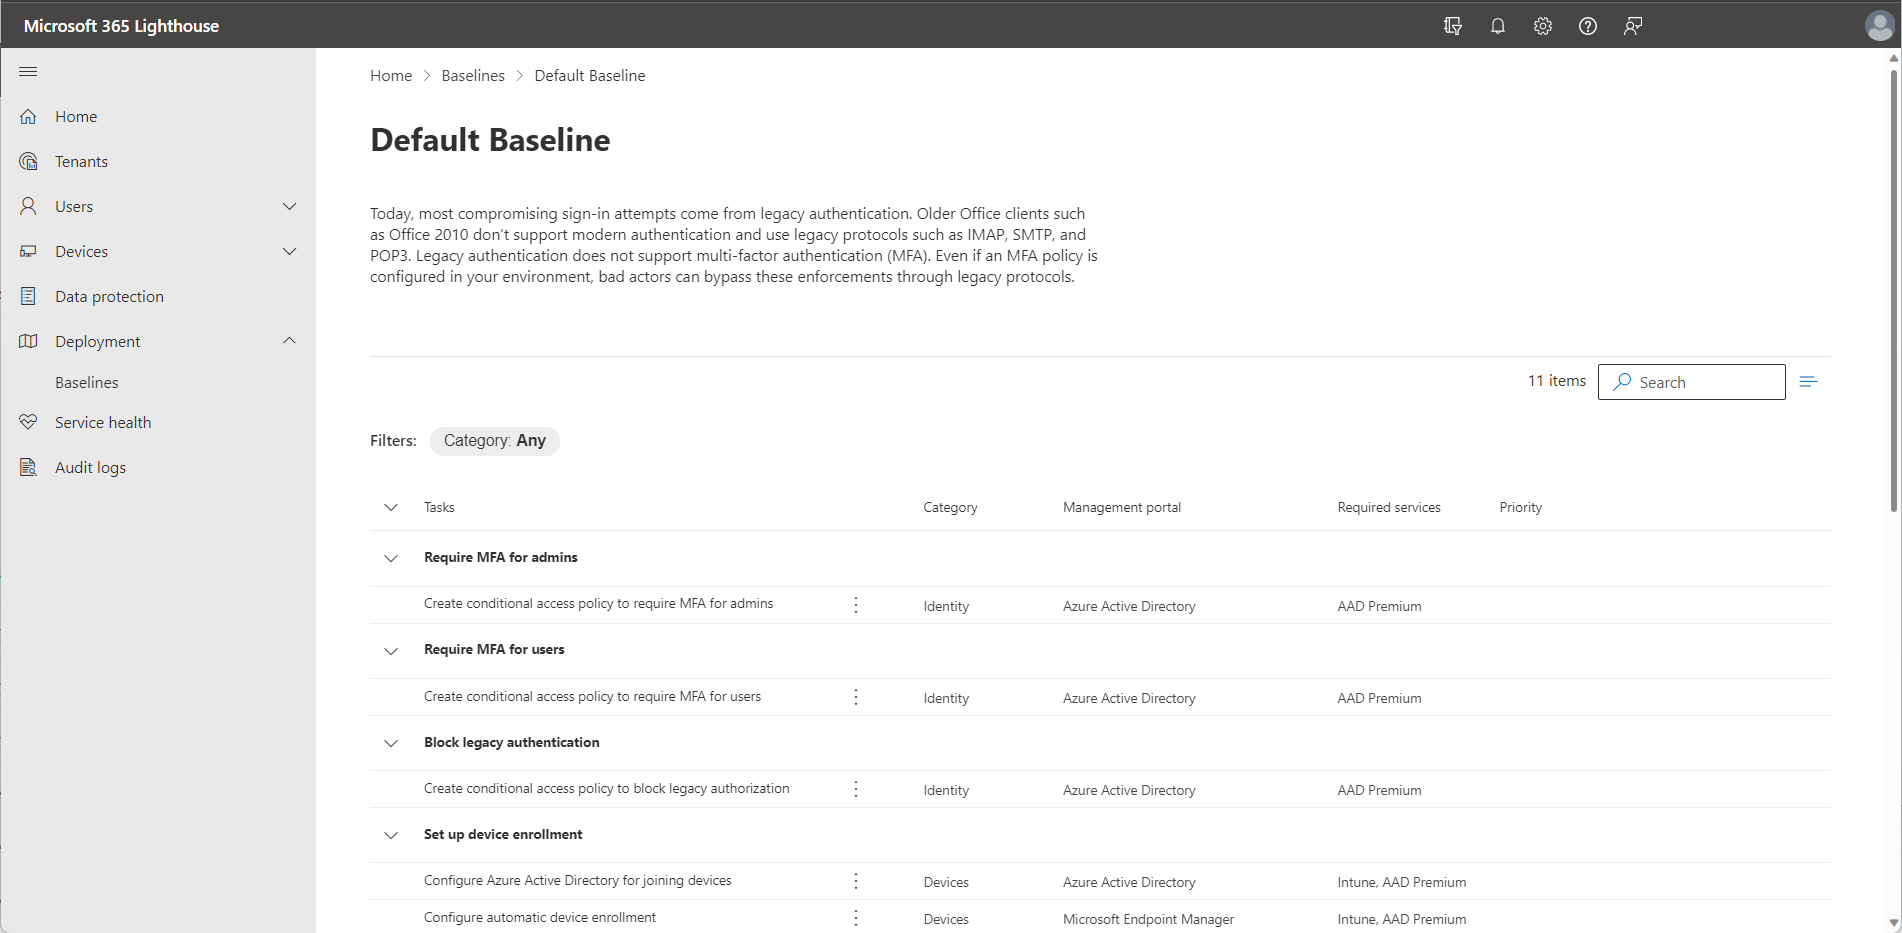 Microsoft 365 Lighthouse
Home
Tenants
Users
Devices
Data protection
Deployment
Baselines
Service health
Audit logs
Home > Baselines > Default Baseline
Default Baseline
Today, most compromising sign-in attempts come from legacy authentication. Older Office clients such
as Office 2010 don't support modern authentication and use legacy protocols such as IMAP, SMTP, and
POP3. Legacy authentication does not support multi-factor authentication (MFA). Even if an MFA policy is
configured in your environment, bad actors can bypass these enforcements through legacy protocols.
11 items Search
Filters: Category: Any
Tasks Category Management portal Required services Priority
Require MFA for admins
Create conditional access policy to require MFA for admins Identity Azure Active Directory AAD Premium
Require MFA for users
Create conditional access policy to require MFA for users Identity Azure Active Directory AAD Premium
Block legacy authentication
Create conditional access policy to block legacy authorization Identity Azure Active Directory AAD Premium
Set up device enrollment
Configure Azure Active Directory for joining devices Devices Azure Active Directory Intune, AAD Premium
Configure automatic device enrollment Devices Microsoft Endpoint Manager Intune, AAD Premium